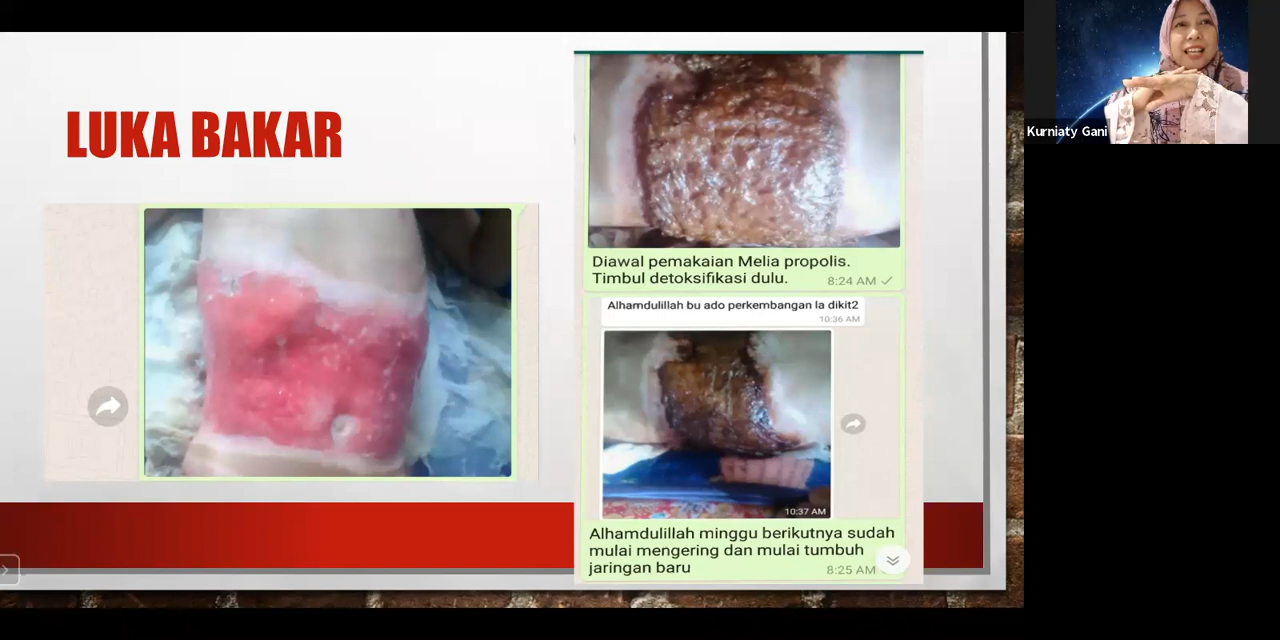 LUKA BAKAR
Diawal pemakaian Melia propolis.
Timbul detoksifikasi dulu.
8:24 AM
Alhamdulillah bu ado perkembangan la dikit2
10:36 AM
10:37 AM
Alhamdulillah minggu berikutnya sudah
mulai mengering dan mulai tumbuh
jaringan baru
8:25 AM
Kurniaty Gani